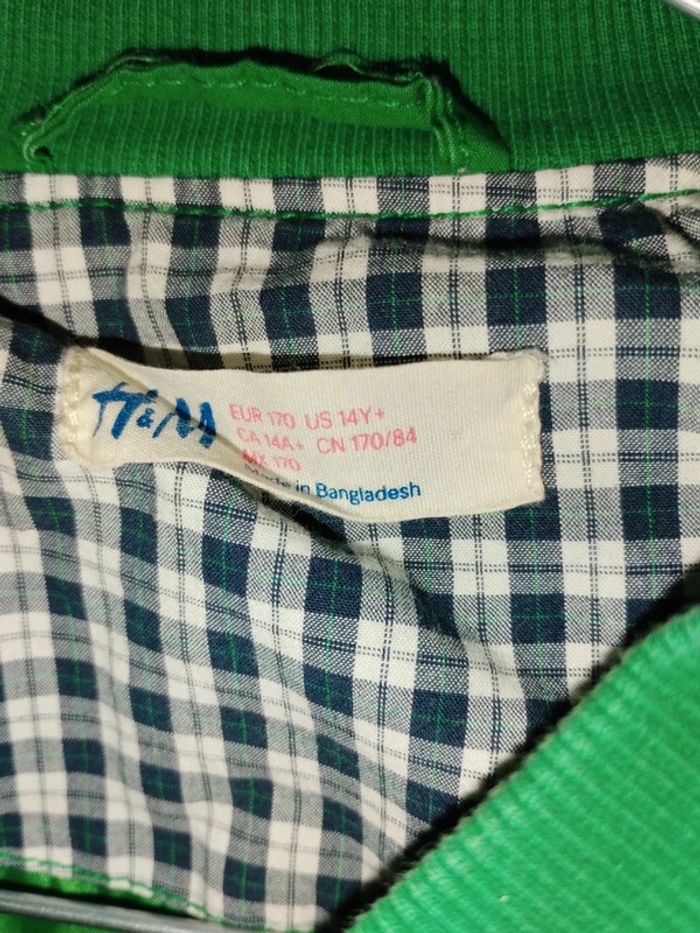 H&M
EUR 170 US 14Y+
CA 14A+ CN 170/84
MX 170
Made in Bangladesh